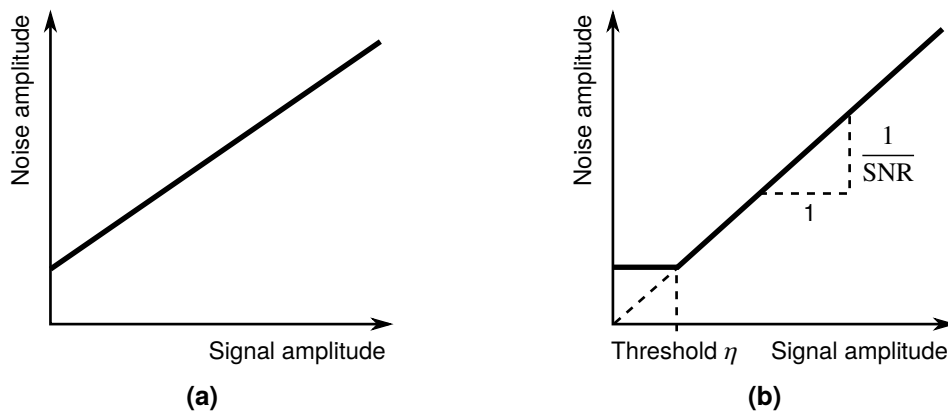 Noise amplitude
Signal amplitude
(a)
Noise amplitude
1
SNR
1
Threshold η
Signal amplitude
(b)